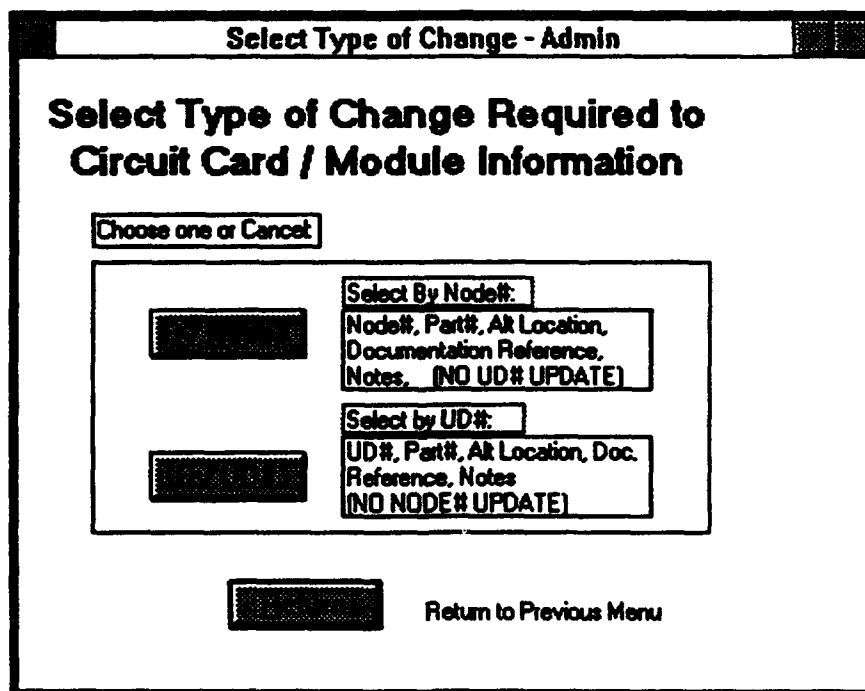 Select Type of Change - Admin
Select Type of Change Required to
Circuit Card / Module Information
Choose one or Cancel:
Select By Node#:
Node#, Part#, Alt Location,
Documentation Reference,
Notes, (NO UD# UPDATE)
Select by UD#:
UD#, Part#, Alt Location, Doc.
Reference, Notes
(NO NODE# UPDATE)
Return to Previous Menu